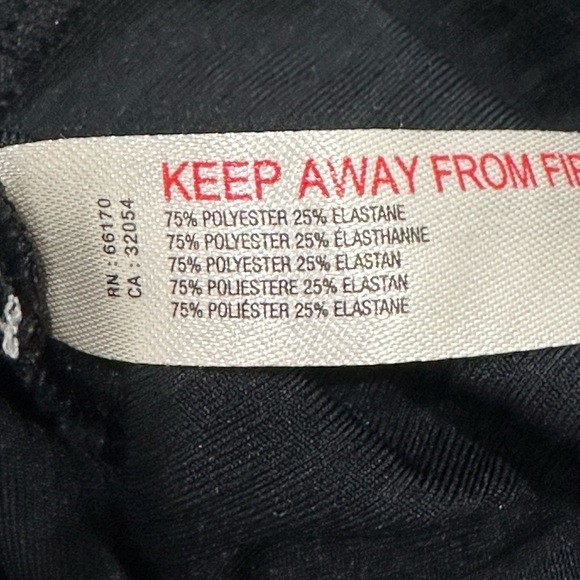 KEEP AWAY FROM FI
75% POLYESTER 25% ELASTANE
75% POLYESTER 25% ÉLASTHANNE
75% POLYESTER 25% ELASTAN
75% POLIESTERE 25% ELASTAN
75% POLIÉSTER 25% ELASTANE
RN : 66170
CA : 32054